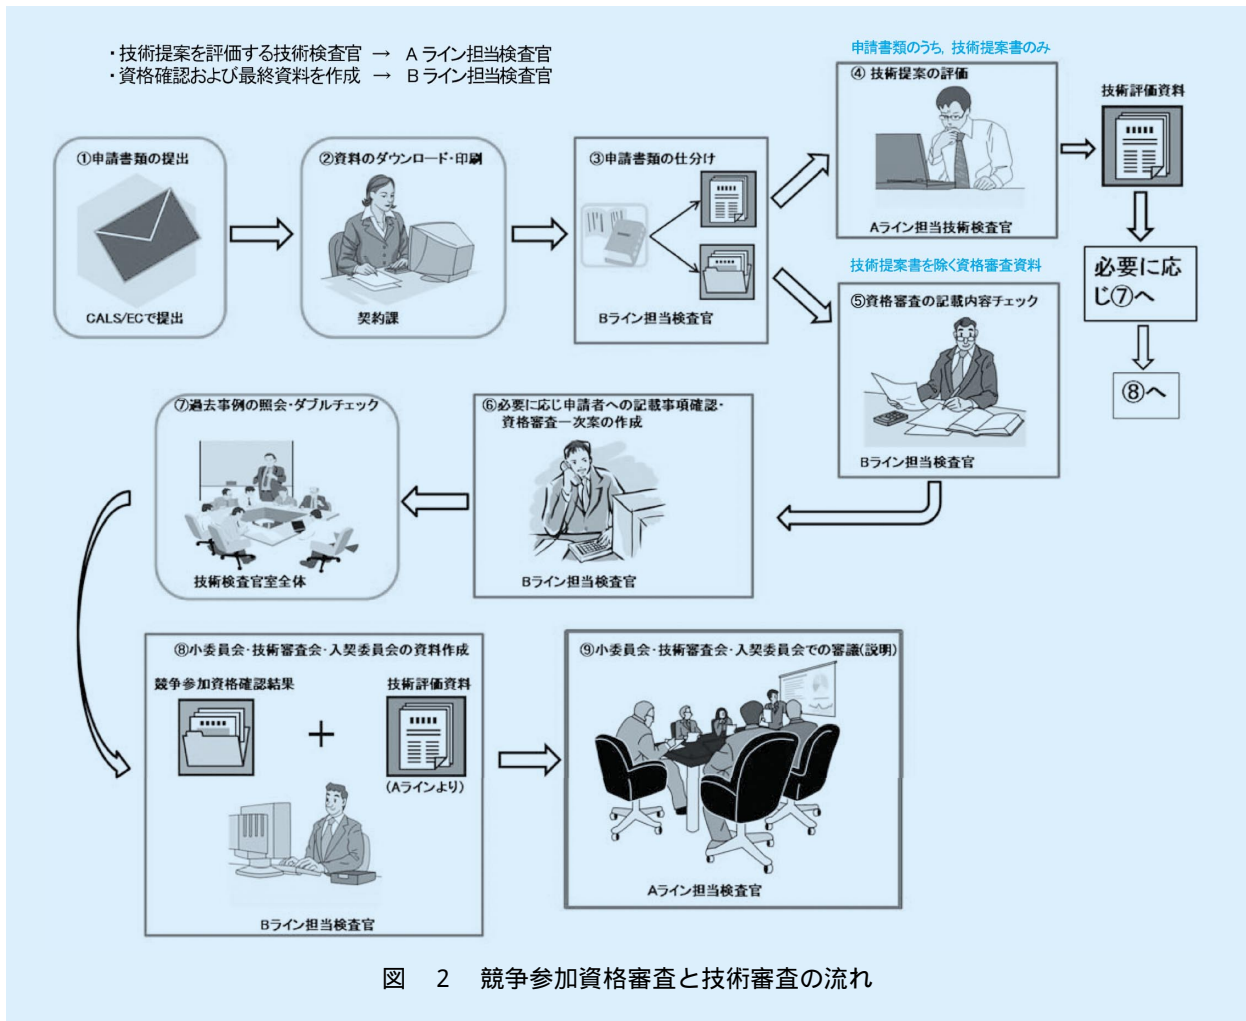 ・技術提案を評価する技術検査官 → Aライン担当検査官
・資格確認および最終資料を作成 → Bライン担当検査官
①申請書類の提出
CALS/ECで提出
②資料のダウンロード・印刷
契約課
③申請書類の仕分け
Bライン担当検査官
申請書類のうち，技術提案書のみ
④ 技術提案の評価
Aライン担当技術検査官
技術評価資料
必要に応
じ⑦へ
⑧へ
技術提案書を除く資格審査資料
⑤資格審査の記載内容チェック
Bライン担当検査官
⑥必要に応じ申請者への記載事項確認・
資格審査一次案の作成
Bライン担当検査官
⑦過去事例の照会・ダブルチェック
技術検査官室全体
⑧小委員会・技術審査会・入契委員会の資料作成
競争参加資格確認結果
+
技術評価資料
(Aラインより)
Bライン担当検査官
⑨小委員会・技術審査会・入契委員会での審議(説明)
Aライン担当検査官
図 2 競争参加資格審査と技術審査の流れ